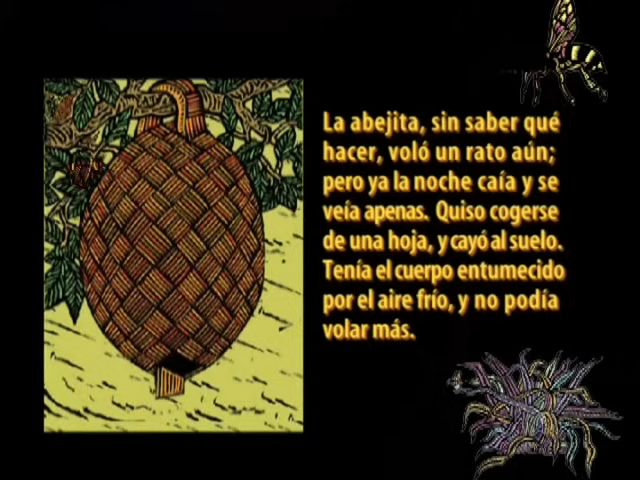 La abejita, sin saber qué
hacer, voló un rato aún;
pero ya la noche caía y se
veía apenas. Quiso cogerse
de una hoja, y cayó al suelo.
Tenía el cuerpo entumecido
por el aire frío, y no podía
volar más.